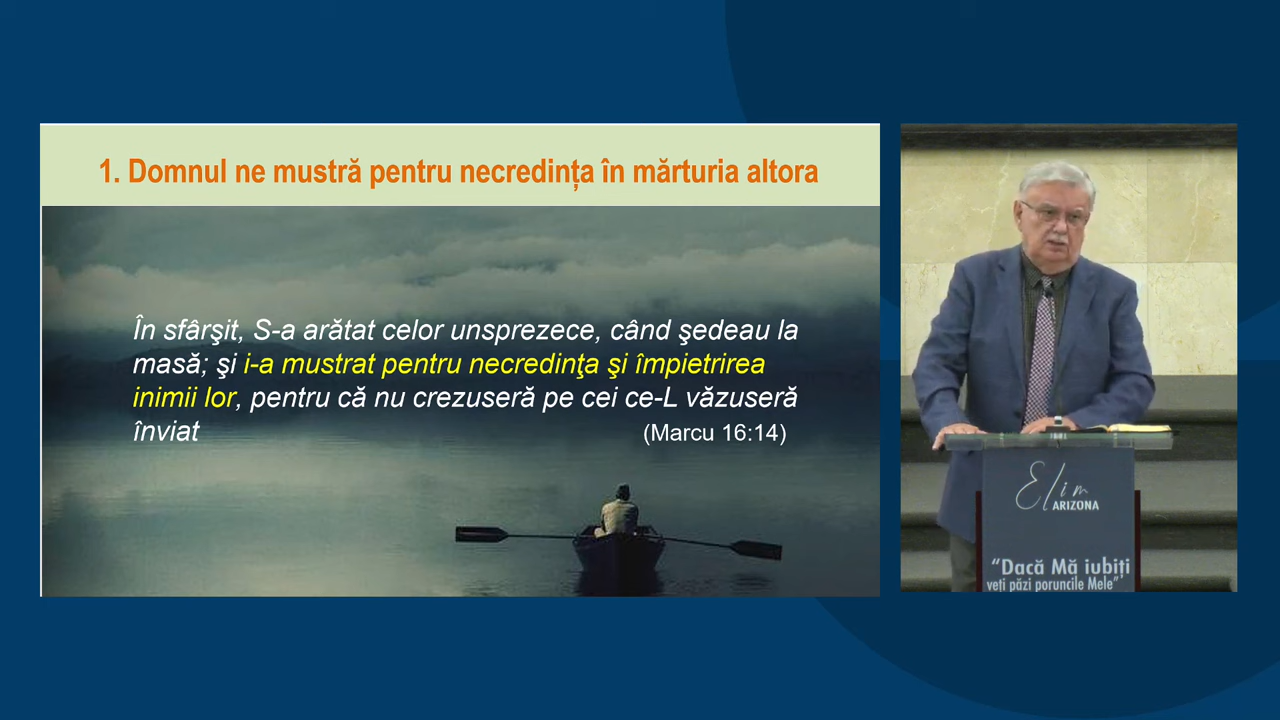 1. Domnul ne mustră pentru necredința în mărturia altora
În sfârşit, S-a arătat celor unsprezece, când şedeau la
masă; şi i-a mustrat pentru necredinţa şi împietrirea
inimii lor, pentru că nu crezuseră pe cei ce-L văzuseră
înviat (Marcu 16:14)
Elim
ARIZONA
“Dacă Mă iubiți
veți păzi poruncile Mele”